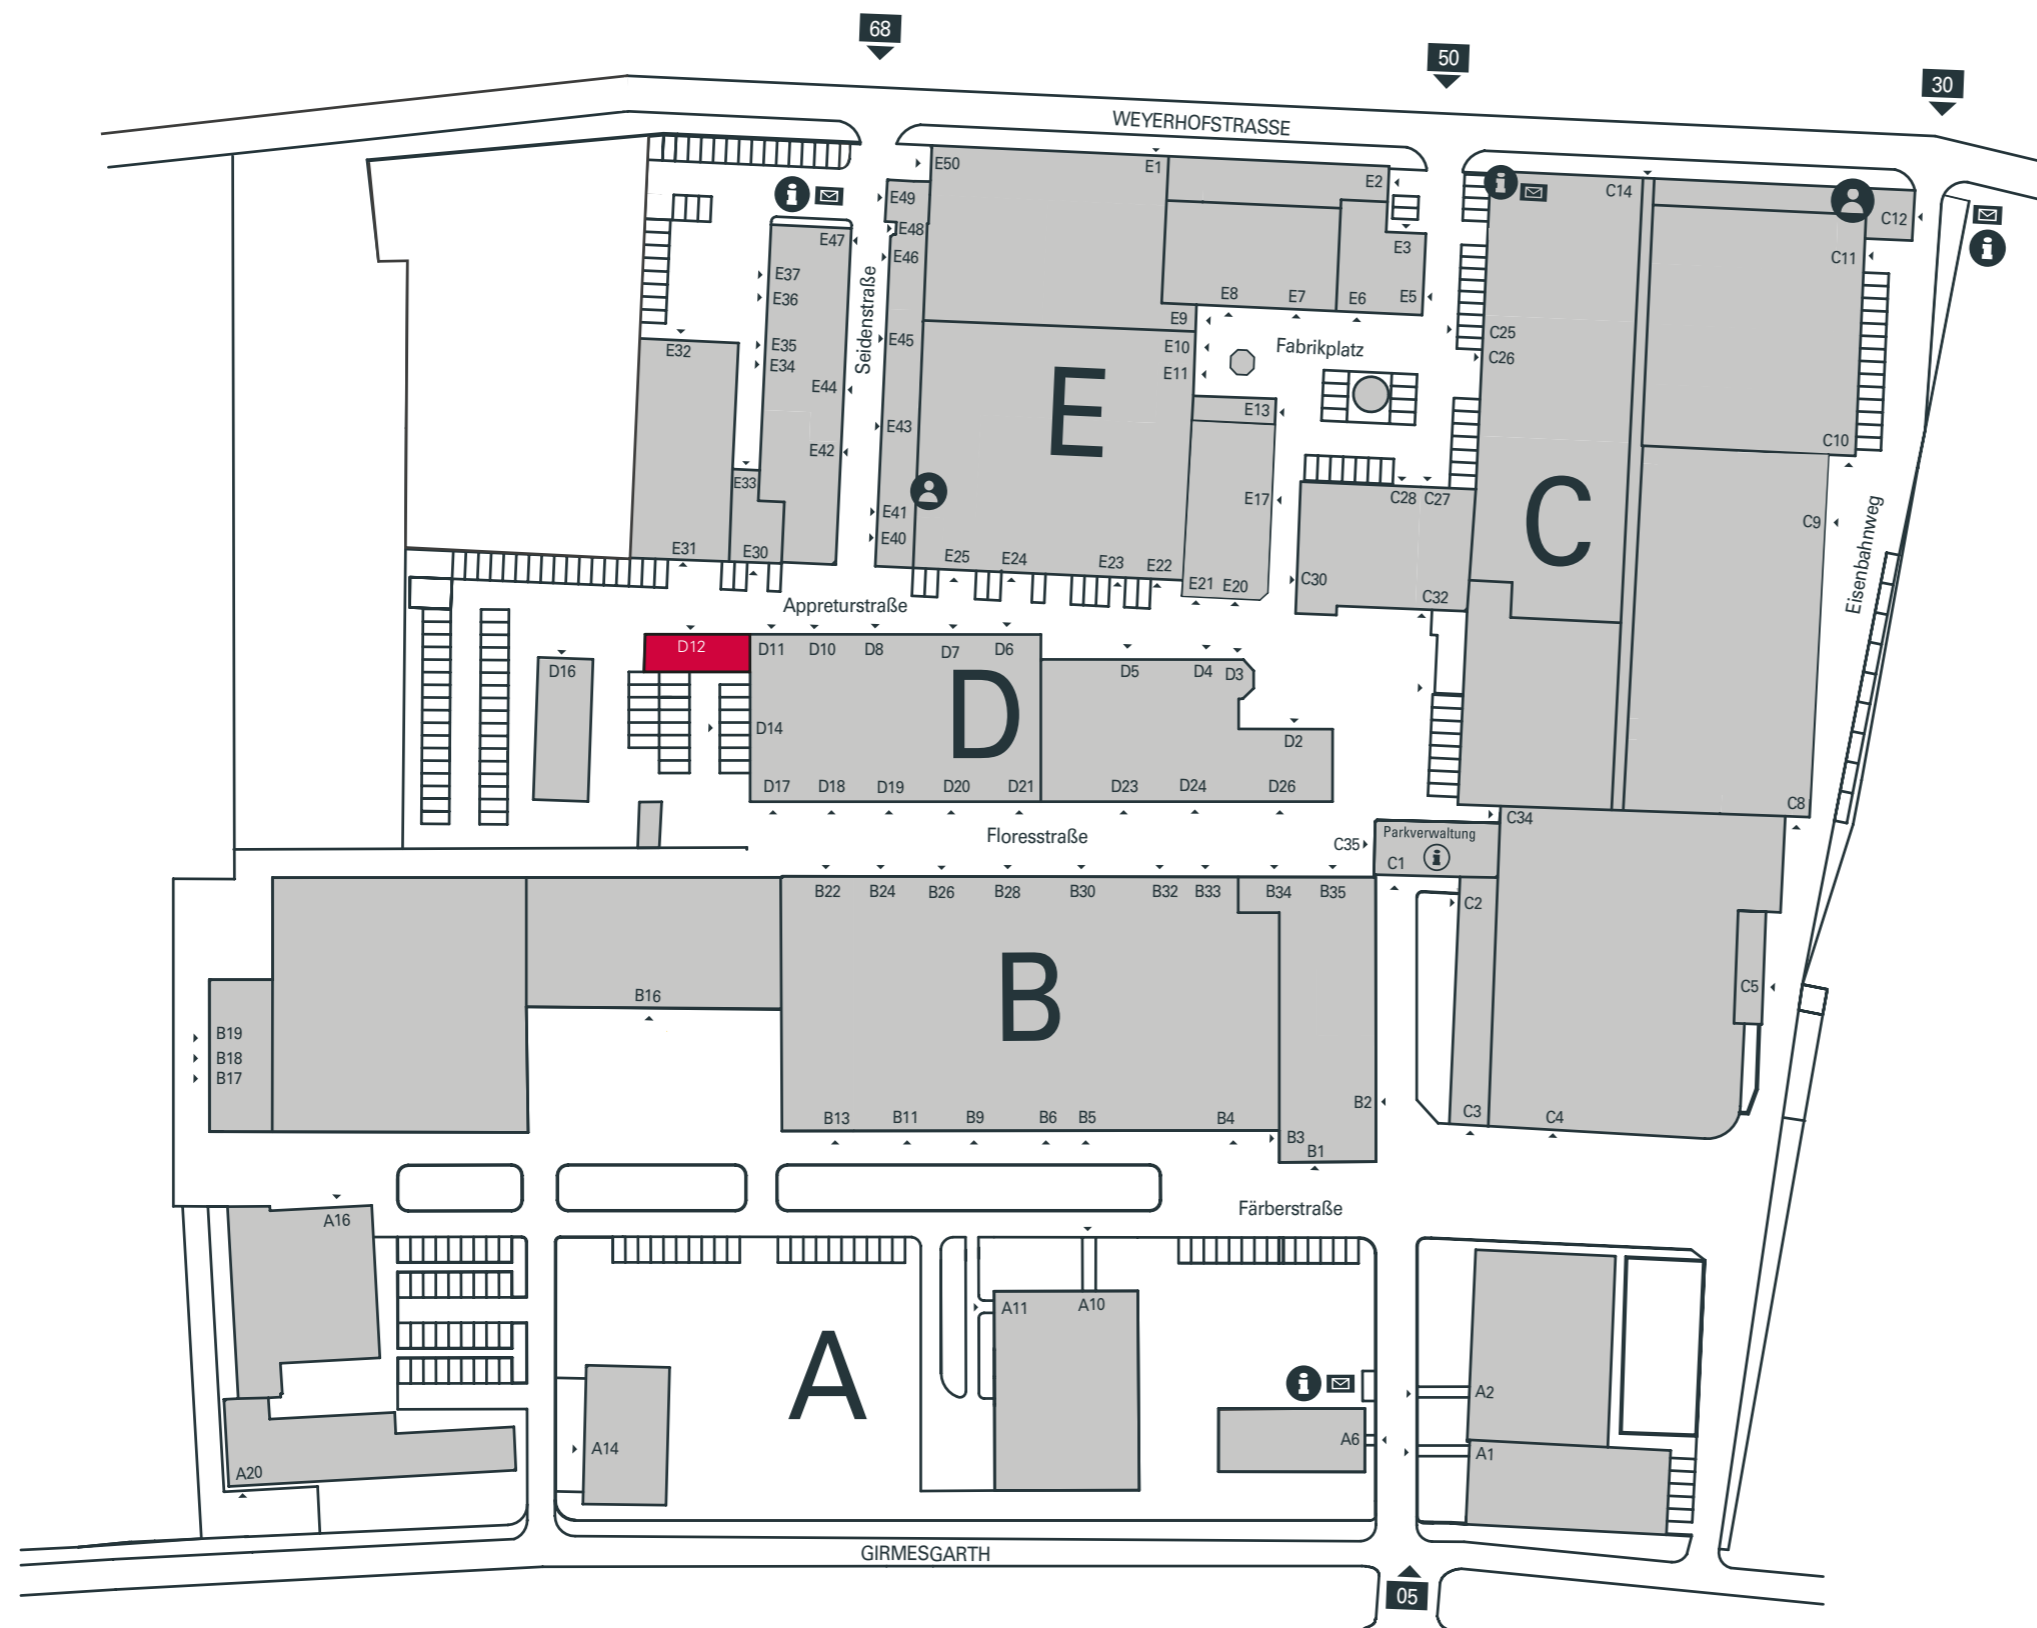 68
50
30
WEYERHOFSTRASSE
E50
E1
E2
C14
C12
E49
E48
E47
E46
E3
C11
E37
E36
E8
E7
E6
E5
Seidenstraße
E9
E45
E10
Fabrikplatz
C25
C26
E32
E35
E34
E11
E44
E13
E
E43
E42
C10
E33
E17
C28
C27
C
C9
E41
E40
E31
E30
E25
E24
E23
E22
E21
E20
C30
C32
Eisenbahnweg
Appreturstraße
D12
D11
D10
D8
D7
D6
D16
D5
D4
D3
D
D14
D2
D17
D18
D19
D20
D21
D23
D24
D26
C8
C34
Floresstraße
Parkverwaltung
C35
C1
B22
B24
B26
B28
B30
B32
B33
B34
B35
C2
B
B16
C5
B19
B18
B17
B13
B11
B9
B6
B5
B4
B2
C3
C4
B3
B1
Färberstraße
A16
A11
A10
A
A2
A14
A6
A1
A20
GIRMESGARTH
05